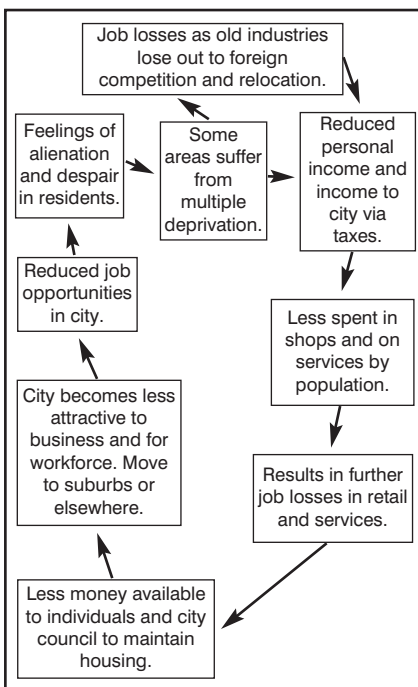 Job losses as old industries
lose out to foreign
competition and relocation.
Feelings of
alienation
and despair
in residents.
Some
areas suffer
from
multiple
deprivation.
Reduced
personal
income and
income to
city via
taxes.
Reduced job
opportunities
in city.
Less spent in
shops and on
services by
population.
City becomes less
attractive to
business and for
workforce. Move
to suburbs or
elsewhere.
Results in further
job losses in retail
and services.
Less money available
to individuals and city
council to maintain
housing.